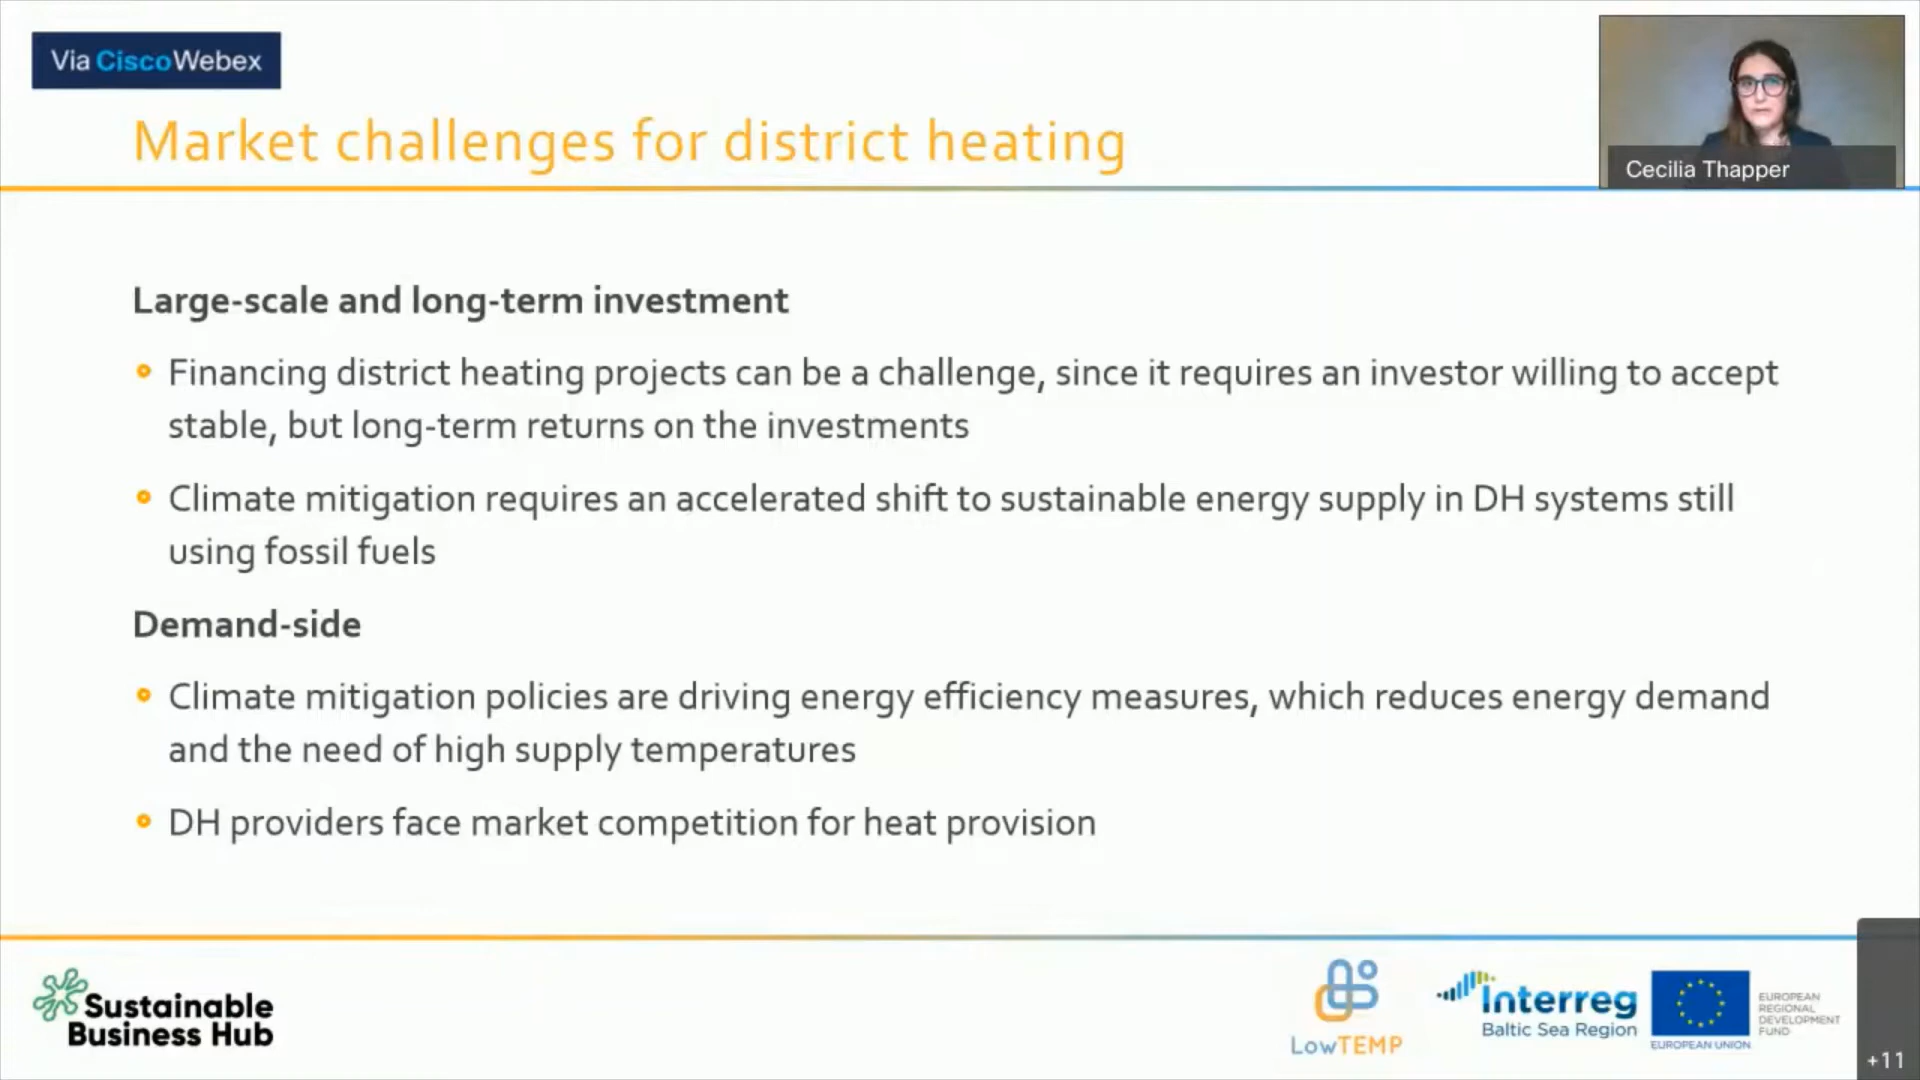 Via CiscoWebex
Market challenges for district heating
Cecilia Thapper
Large-scale and long-term investment
Financing district heating projects can be a challenge, since it requires an investor willing to accept
stable, but long-term returns on the investments
Climate mitigation requires an accelerated shift to sustainable energy supply in DH systems still
using fossil fuels
Demand-side
Climate mitigation policies are driving energy efficiency measures, which reduces energy demand
and the need of high supply temperatures
DH providers face market competition for heat provision
Sustainable
Business Hub
LowTEMP
Interreg
Baltic Sea Region
EUROPEAN UNION
EUROPEAN
REGIONAL
DEVELOPMENT
FUND
+11